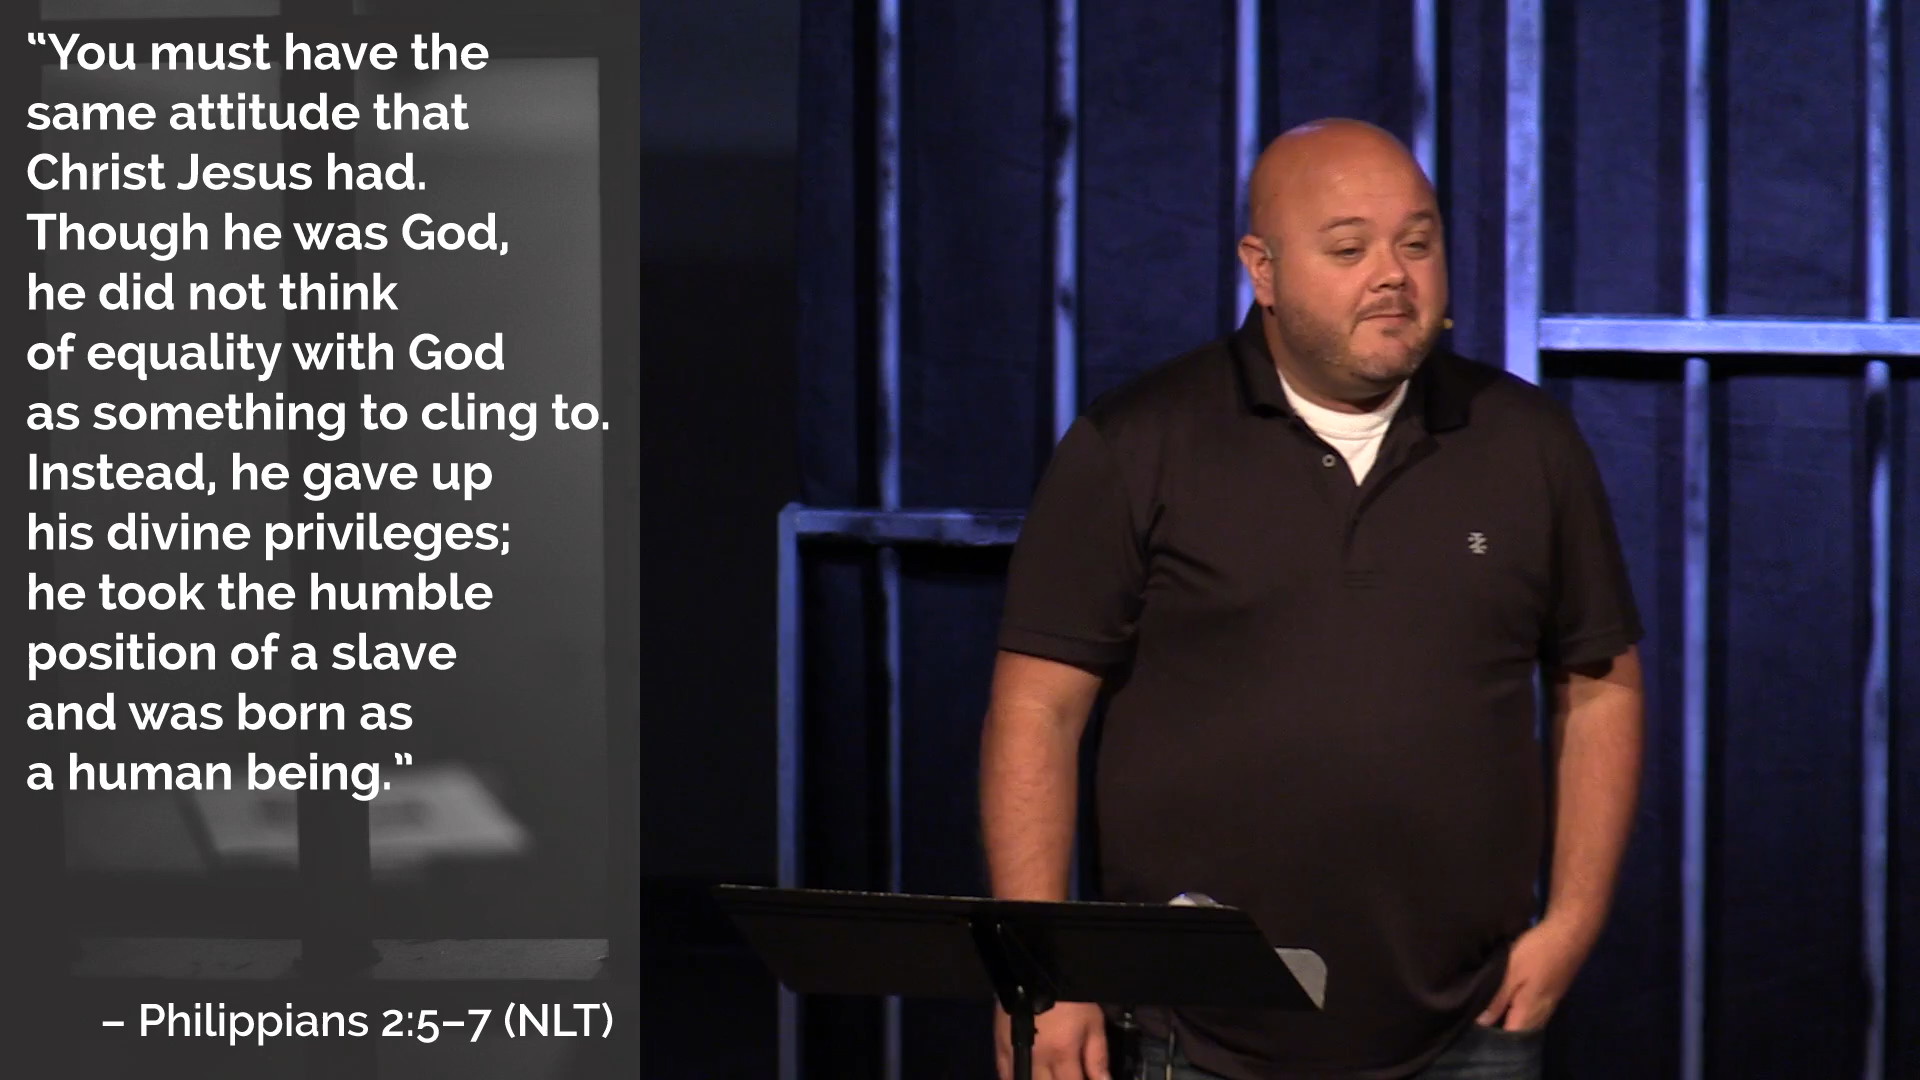 “You must have the
same attitude that
Christ Jesus had.
Though he was God,
he did not think
of equality with God
as something to cling to.
Instead, he gave up
his divine privileges;
he took the humble
position of a slave
and was born as
a human being.”
– Philippians 2:5–7 (NLT)